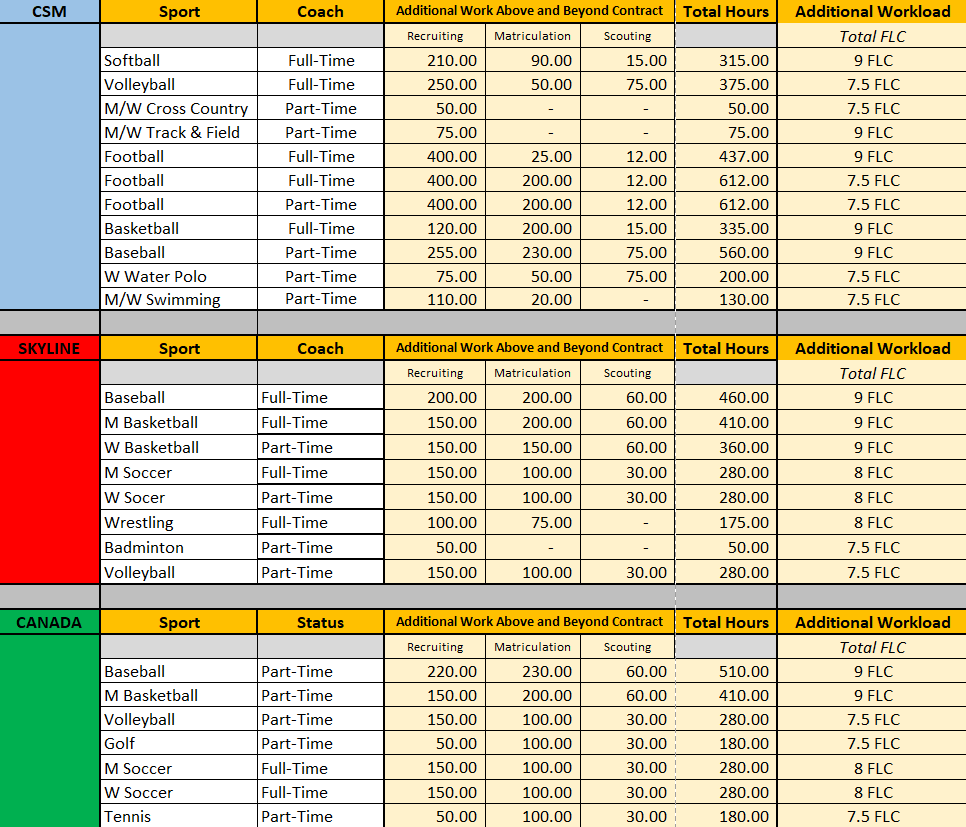 CSM Sport Coach Additional Work Above and Beyond Contract Total Hours Additional Workload
Recruiting Matriculation Scouting Total FLC
Softball Full-Time 210.00 90.00 15.00 315.00 9 FLC
Volleyball Full-Time 250.00 50.00 75.00 375.00 7.5 FLC
M/W Cross Country Part-Time 50.00 - - 50.00 7.5 FLC
M/W Track & Field Part-Time 75.00 - - 75.00 9 FLC
Football Full-Time 400.00 25.00 12.00 437.00 9 FLC
Football Full-Time 400.00 200.00 12.00 612.00 7.5 FLC
Football Part-Time 400.00 200.00 12.00 612.00 7.5 FLC
Basketball Full-Time 120.00 200.00 15.00 335.00 9 FLC
Baseball Part-Time 255.00 230.00 75.00 560.00 9 FLC
W Water Polo Part-Time 75.00 50.00 75.00 200.00 7.5 FLC
M/W Swimming Part-Time 110.00 20.00 - 130.00 7.5 FLC
SKYLINE Sport Coach Additional Work Above and Beyond Contract Total Hours Additional Workload
Recruiting Matriculation Scouting Total FLC
Baseball Full-Time 200.00 200.00 60.00 460.00 9 FLC
M Basketball Full-Time 150.00 200.00 60.00 410.00 9 FLC
W Basketball Part-Time 150.00 150.00 60.00 360.00 9 FLC
M Soccer Full-Time 150.00 100.00 30.00 280.00 8 FLC
W Socer Part-Time 150.00 100.00 30.00 280.00 8 FLC
Wrestling Full-Time 100.00 75.00 - 175.00 8 FLC
Badminton Part-Time 50.00 - - 50.00 7.5 FLC
Volleyball Part-Time 150.00 100.00 30.00 280.00 7.5 FLC
CANADA Sport Status Additional Work Above and Beyond Contract Total Hours Additional Workload
Recruiting Matriculation Scouting Total FLC
Baseball Part-Time 220.00 230.00 60.00 510.00 9 FLC
M Basketball Part-Time 150.00 200.00 60.00 410.00 9 FLC
Volleyball Part-Time 150.00 100.00 30.00 280.00 7.5 FLC
Golf Part-Time 50.00 100.00 30.00 180.00 7.5 FLC
M Soccer Full-Time 150.00 100.00 30.00 280.00 8 FLC
W Soccer Full-Time 150.00 100.00 30.00 280.00 8 FLC
Tennis Part-Time 50.00 100.00 30.00 180.00 7.5 FLC